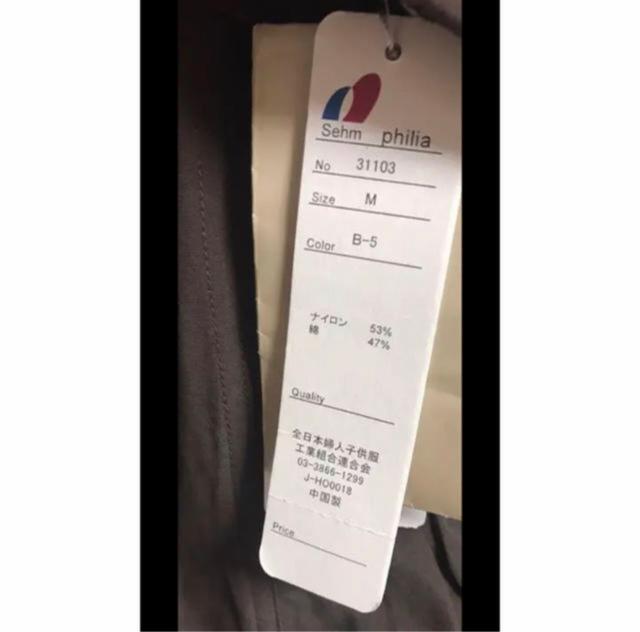 Sehm philia
No 31103
Size M
Color B-5
ナイロン 53%
綿 47%
Quality
全日本婦人子供服
工業組合連合会
03-3866-1299
J-HO0018
中国製
Price